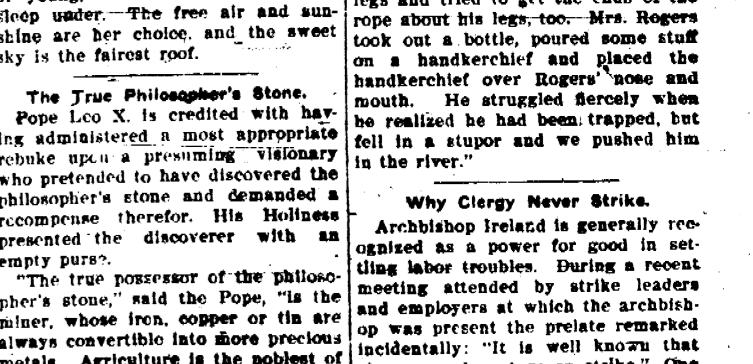 sleep under. The free air and sun-
shine are her choice, and the sweet
sky is the fairest roof.
The True Philosopher's Stone.
Pope Leo X. is credited with hav-
ing administered a most appropriate
rebuke upon a presuming visionary
who pretended to have discovered the
philosopher's stone and demanded a
recompense therefor. His Holiness
presented the discoverer with an
empty purse.
"The true possessor of the philoso-
pher's stone," said the Pope, "is the
miner, whose iron, copper or tin are
always convertible into more precious
metals. Agriculture is the noblest of
legs and tried to get the ends of the
rope about his legs, too. Mrs. Rogers
took out a bottle, poured some stuff
on a handkerchief and placed the
handkerchief over Rogers' nose and
mouth. He struggled fiercely when
he realized he had been trapped, but
fell in a stupor and we pushed him
in the river."
Why Clergy Never Strike.
Archbishop Ireland is generally rec-
ognized as a power for good in set-
tling labor troubles. During a recent
meeting attended by strike leaders
and employers at which the archbish-
op was present the prelate remarked
incidentally: "It is well known that
strike." One